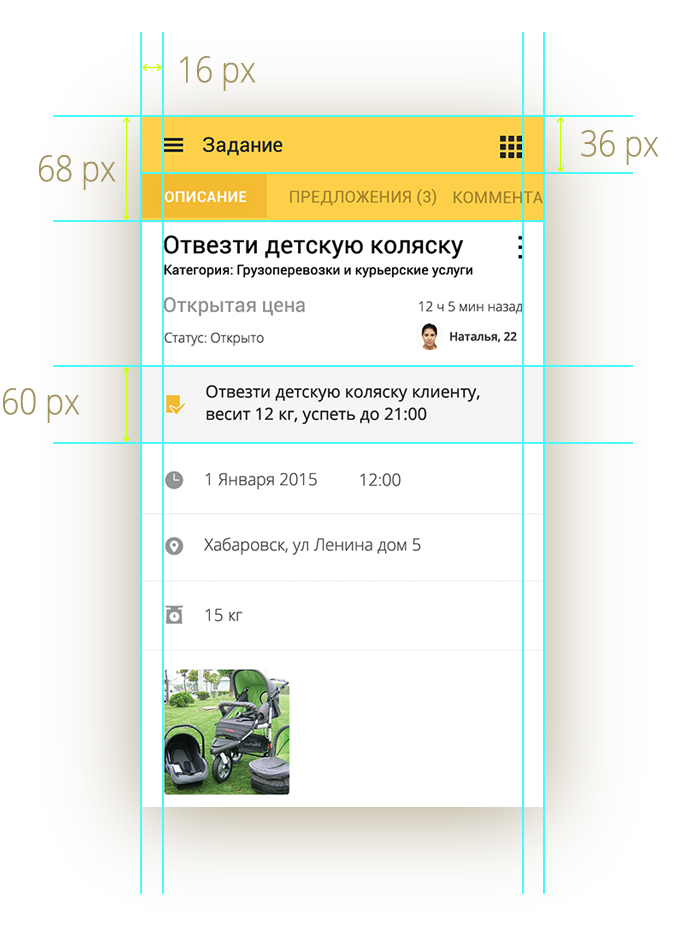 16 px
Задание
36 px
68 px
ОПИСАНИЕ ПРЕДЛОЖЕНИЯ (3) КОММЕНТА
Отвезти детскую коляску
Категория: Грузоперевозки и курьерские услуги
Открытая цена 12 ч 5 мин назад
Статус: Открыто Наталья, 22
60 px
Отвезти детскую коляску клиенту,
весит 12 кг, успеть до 21:00
1 Января 2015 12:00
Хабаровск, ул Ленина дом 5
15 кг